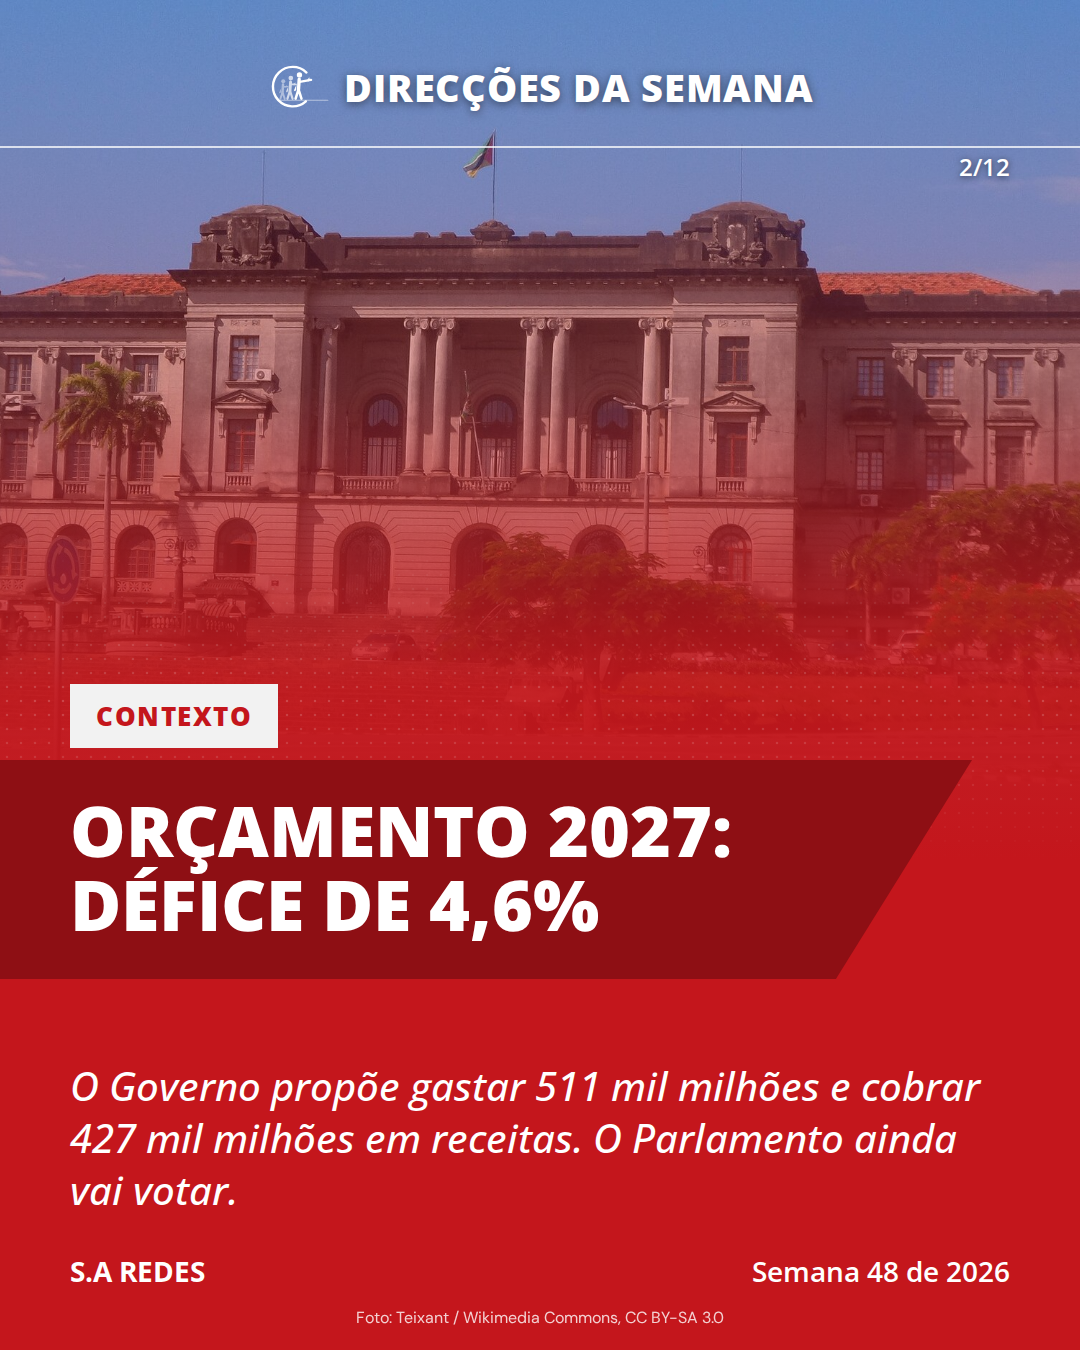 DIRECÇÕES DA SEMANA
2/12
CONTEXTO
ORÇAMENTO 2027:
DÉFICE DE 4,6%
O Governo propõe gastar 511 mil milhões e cobrar
427 mil milhões em receitas. O Parlamento ainda
vai votar.
S.A REDES
Semana 48 de 2026
Foto: Teixant / Wikimedia Commons, CC BY-SA 3.0